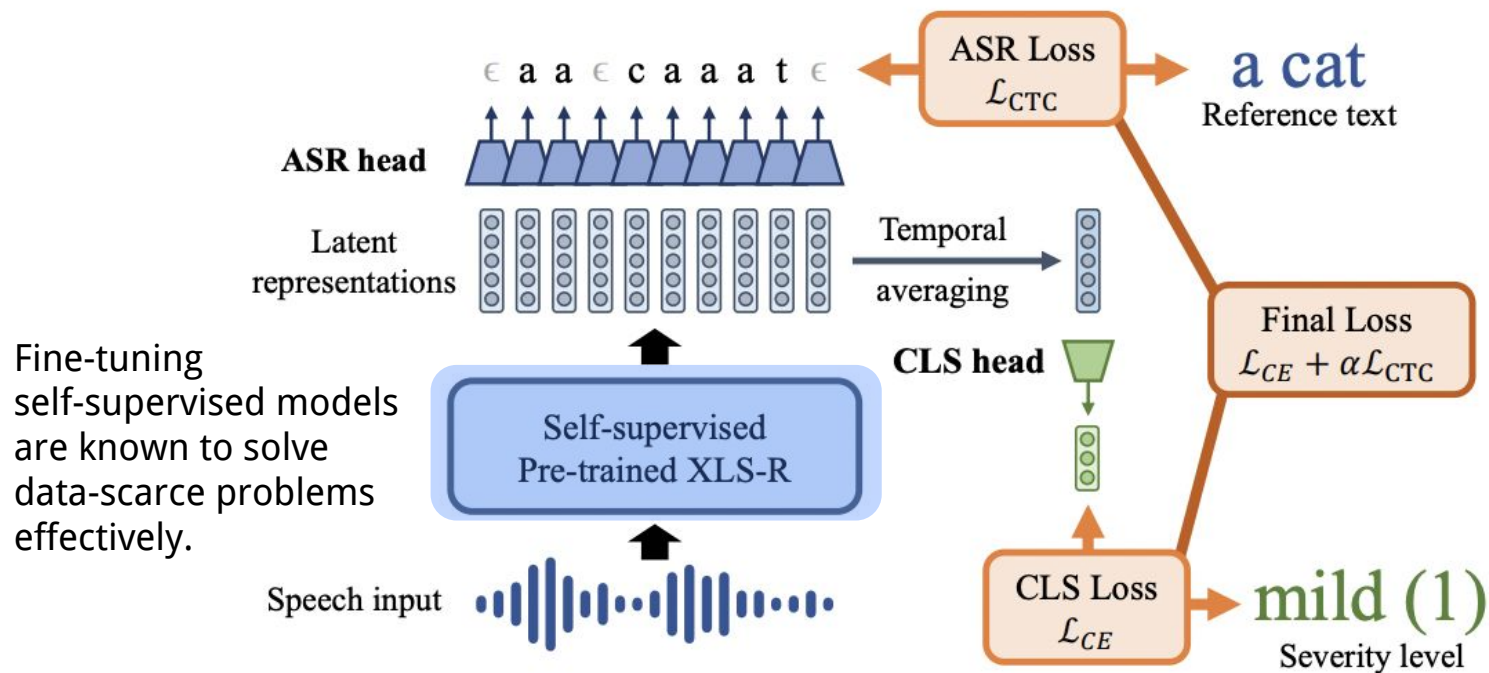 ϵ a a ϵ c a a a t ϵ
ASR head
Latent
representations
Temporal
averaging
ASR Loss
ℒCTC
a cat
Reference text
Final Loss
ℒCE + αℒCTC
CLS head
Fine-tuning
self-supervised models
are known to solve
data-scarce problems
effectively.
Self-supervised
Pre-trained XLS-R
Speech input
CLS Loss
ℒCE
mild (1)
Severity level